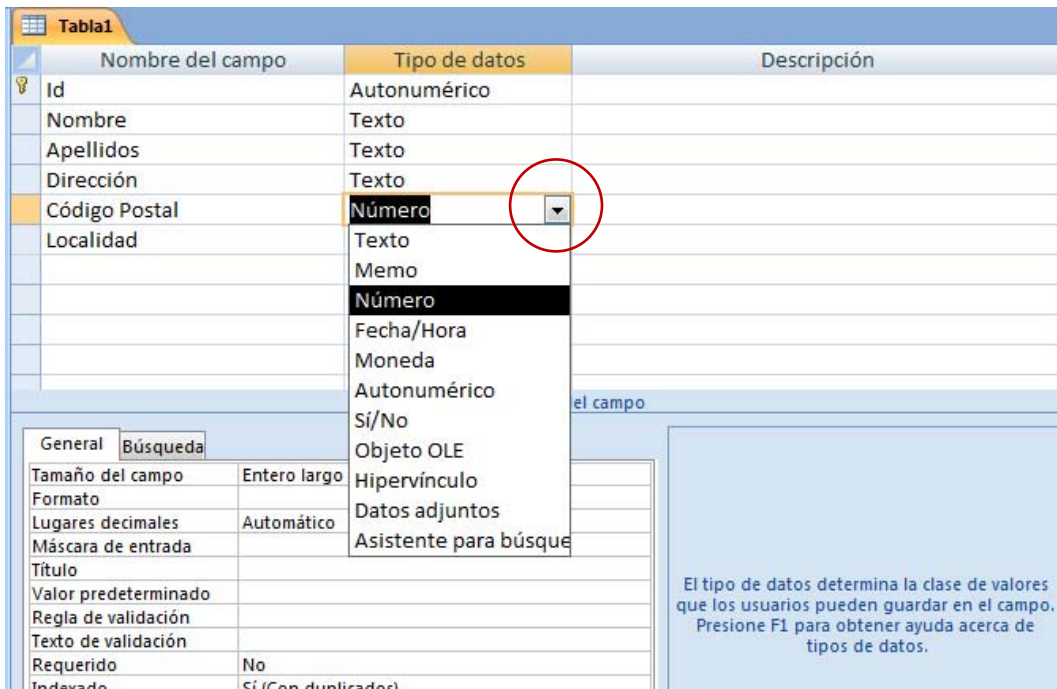 Tabla1
Nombre del campo Tipo de datos Descripción
Id Autonumérico
Nombre Texto
Apellidos Texto
Dirección Texto
Código Postal Número
Localidad
Texto
Memo
Número
Fecha/Hora
Moneda
Autonumérico
Sí/No
Objeto OLE
Hipervínculo
Datos adjuntos
Asistente para búsque
el campo
General Búsqueda
Tamaño del campo Entero largo
Formato
Lugares decimales Automático
Máscara de entrada
Título
Valor predeterminado
Regla de validación
Texto de validación
Requerido No
Indexado Sí (Con duplicados)
El tipo de datos determina la clase de valores
que los usuarios pueden guardar en el campo.
Presione F1 para obtener ayuda acerca de
tipos de datos.